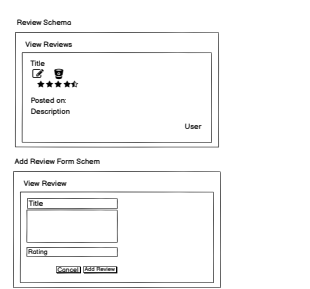 Review Schema
View Reviews
Title
Posted on:
Description
User
Add Review Form Schem
View Review
Title
Rating
Cancel Add Review